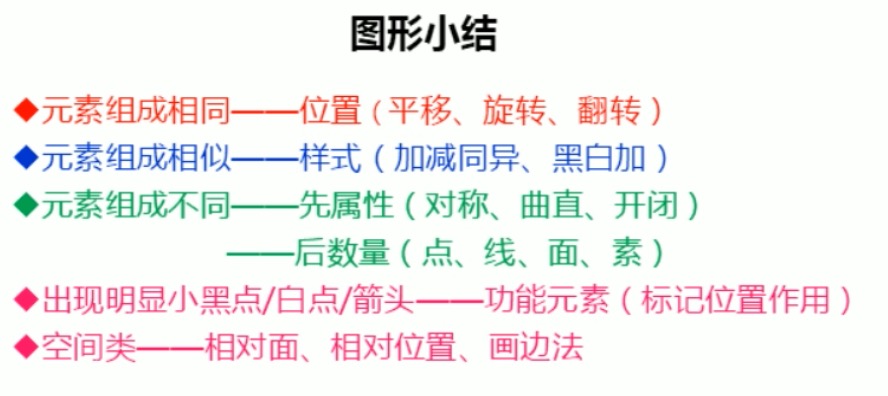 图形小结
◆元素组成相同——位置（平移、旋转、翻转）
◆元素组成相似——样式（加减同异、黑白加）
◆元素组成不同——先属性（对称、曲直、开闭）
——后数量（点、线、面、素）
◆出现明显小黑点/白点/箭头——功能元素（标记位置作用）
◆空间类——相对面、相对位置、画边法